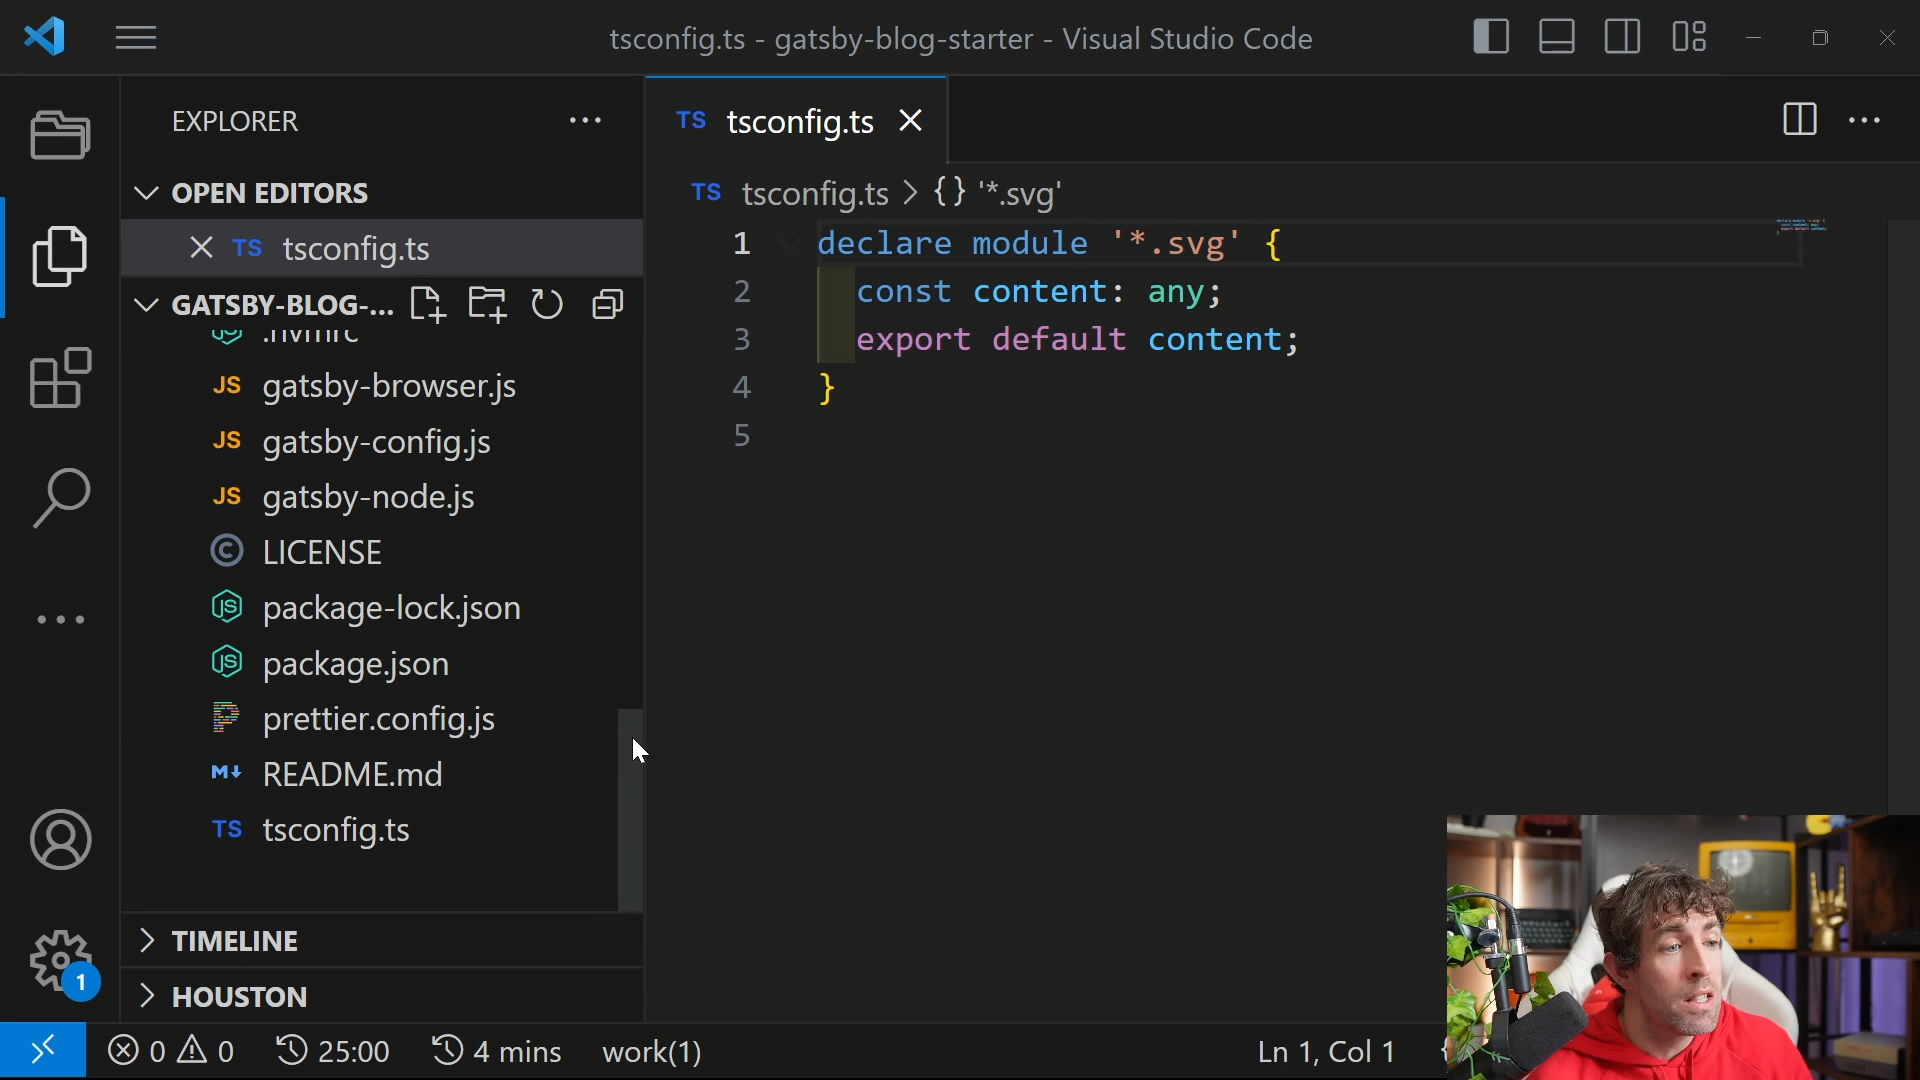 tsconfig.ts - gatsby-blog-starter - Visual Studio Code
EXPLORER
OPEN EDITORS
TS tsconfig.ts
GATSBY-BLOG-...
.nvmrc
JS gatsby-browser.js
JS gatsby-config.js
JS gatsby-node.js
LICENSE
package-lock.json
package.json
prettier.config.js
README.md
TS tsconfig.ts
TIMELINE
HOUSTON
TS tsconfig.ts
TS tsconfig.ts > {} '*.svg'
1 declare module '*.svg' {
2 const content: any;
3 export default content;
4 }
5
1
0 0 25:00 4 mins work(1) Ln 1, Col 1